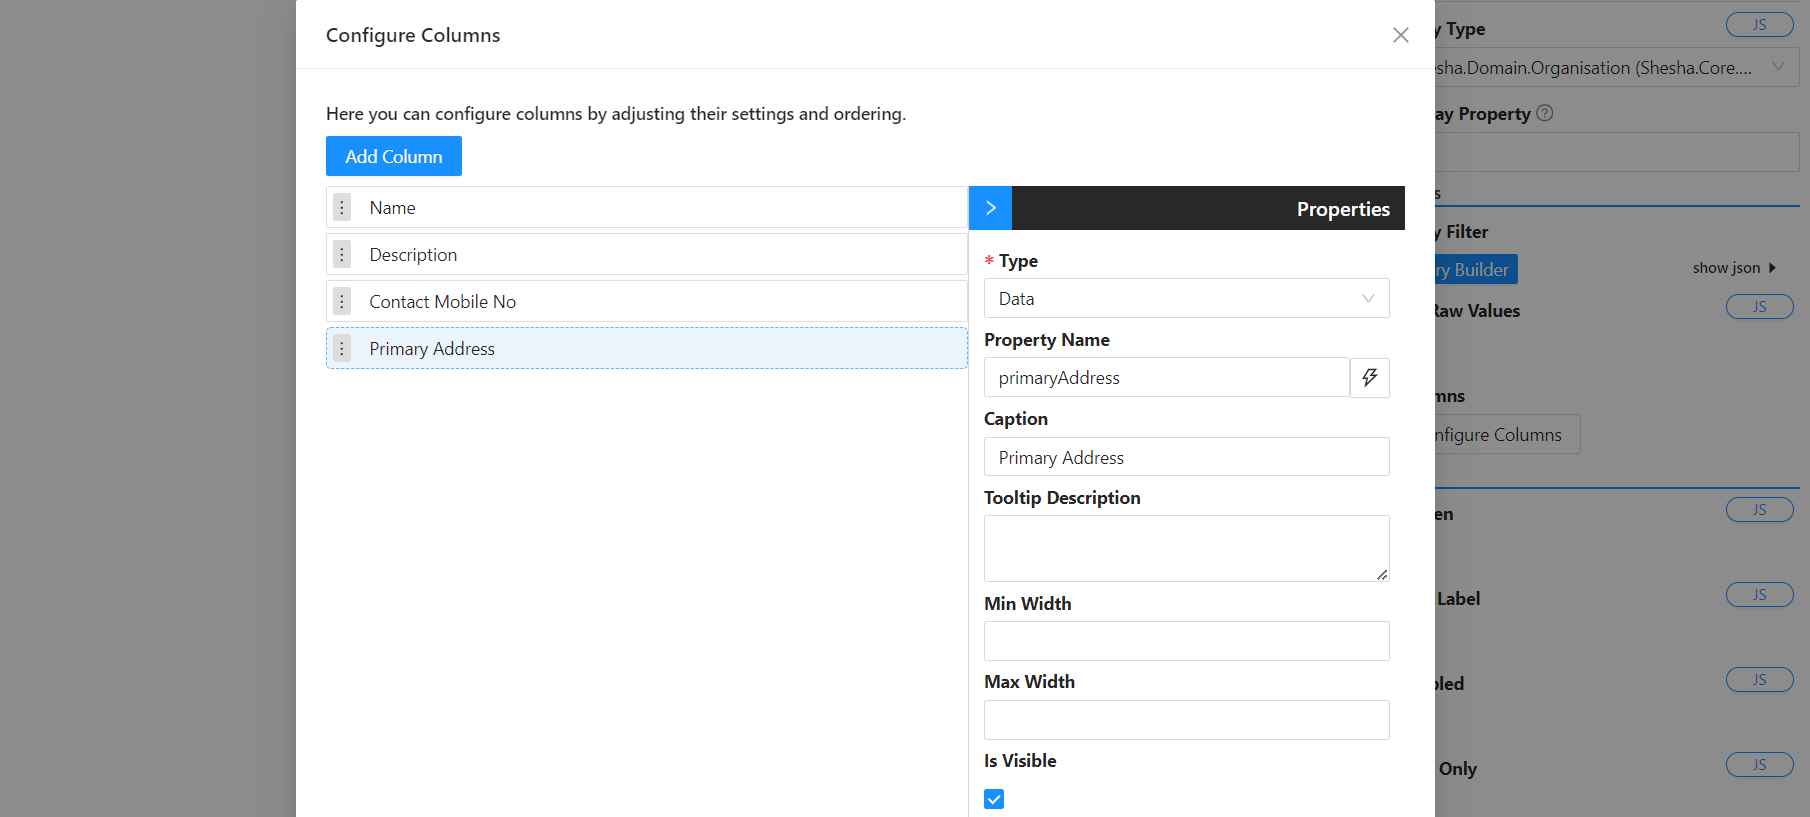 Configure Columns
Here you can configure columns by adjusting their settings and ordering.
Add Column
Name
Description
Contact Mobile No
Primary Address
Properties
* Type
Data
Property Name
primaryAddress
Caption
Primary Address
Tooltip Description
Min Width
Max Width
Is Visible
y Type
JS
sha.Domain.Organisation (Shesha.Core....
ay Property
s
y Filter
ry Builder
show json
Raw Values
JS
mns
nfigure Columns
en
JS
Label
JS
bled
JS
Only
JS